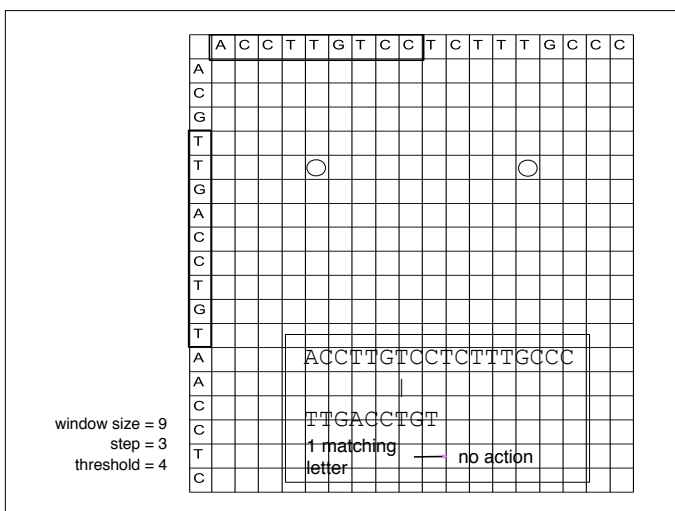 A C C T T G T C C T C T T T G C C C
A
C
G
T
T
G
A
C
C
T
G
T
A
A
C
C
T
C
ACCTTGTCCTCTTTGCCC
|
TTGACCTGT
1 matching
letter
no action
window size = 9
step = 3
threshold = 4